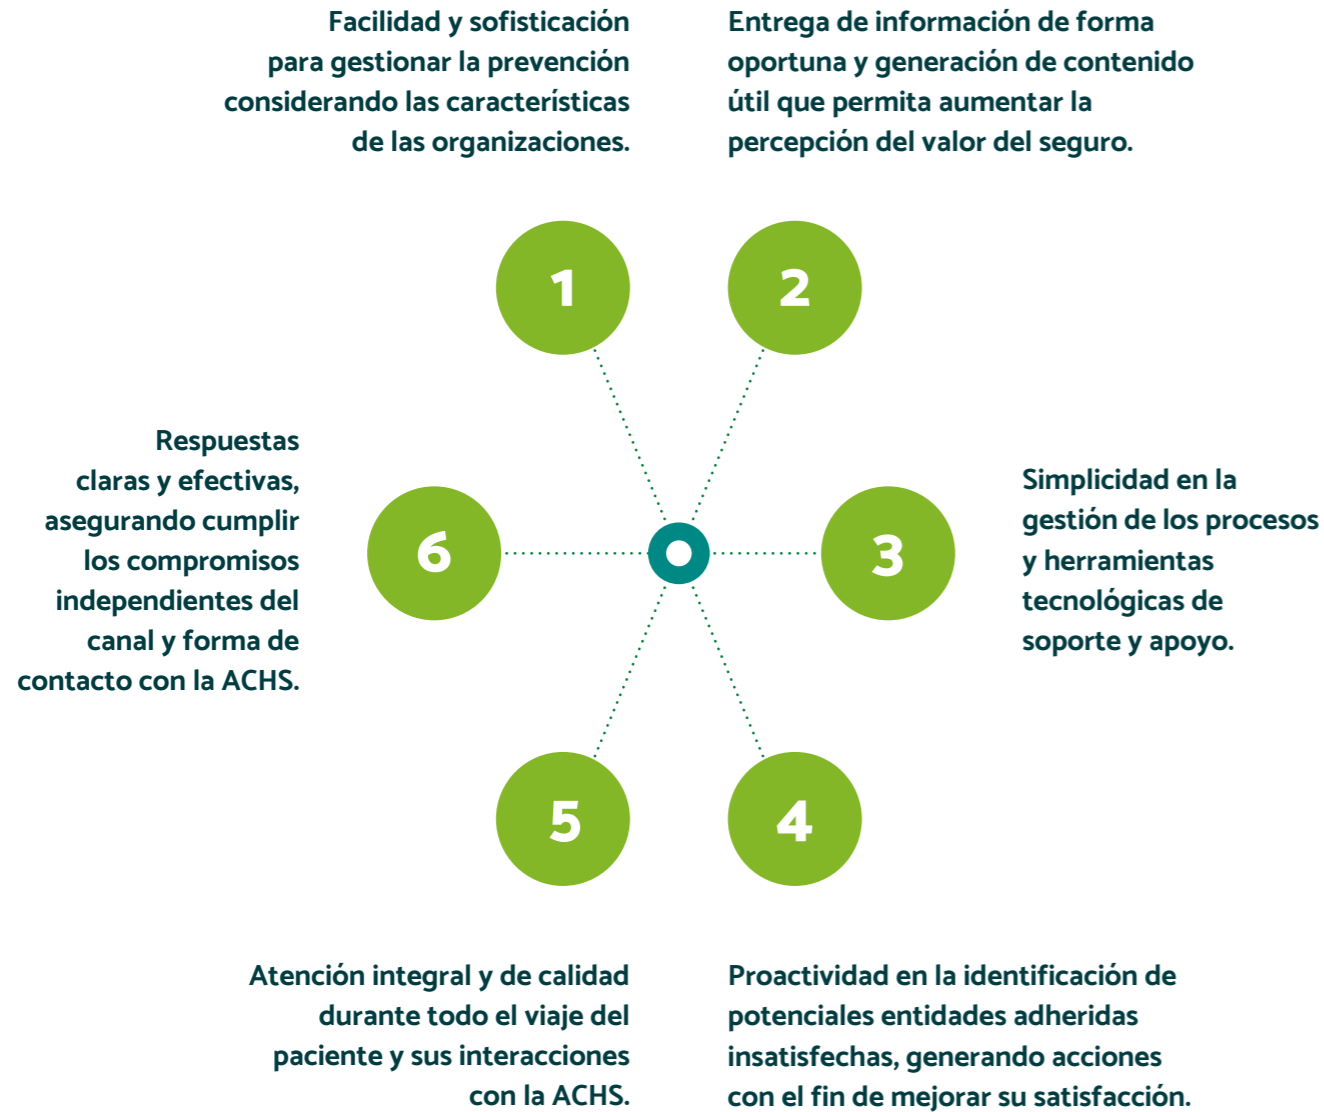 Facilidad y sofisticación
para gestionar la prevención
considerando las características
de las organizaciones.
Entrega de información de forma
oportuna y generación de contenido
útil que permita aumentar la
percepción del valor del seguro.
1
2
Respuestas
claras y efectivas,
asegurando cumplir
los compromisos
independientes del
canal y forma de
contacto con la ACHS.
6
3
Simplicidad en la
gestión de los procesos
y herramientas
tecnológicas de
soporte y apoyo.
5
4
Atención integral y de calidad
durante todo el viaje del
paciente y sus interacciones
con la ACHS.
Proactividad en la identificación de
potenciales entidades adheridas
insatisfechas, generando acciones
con el fin de mejorar su satisfacción.